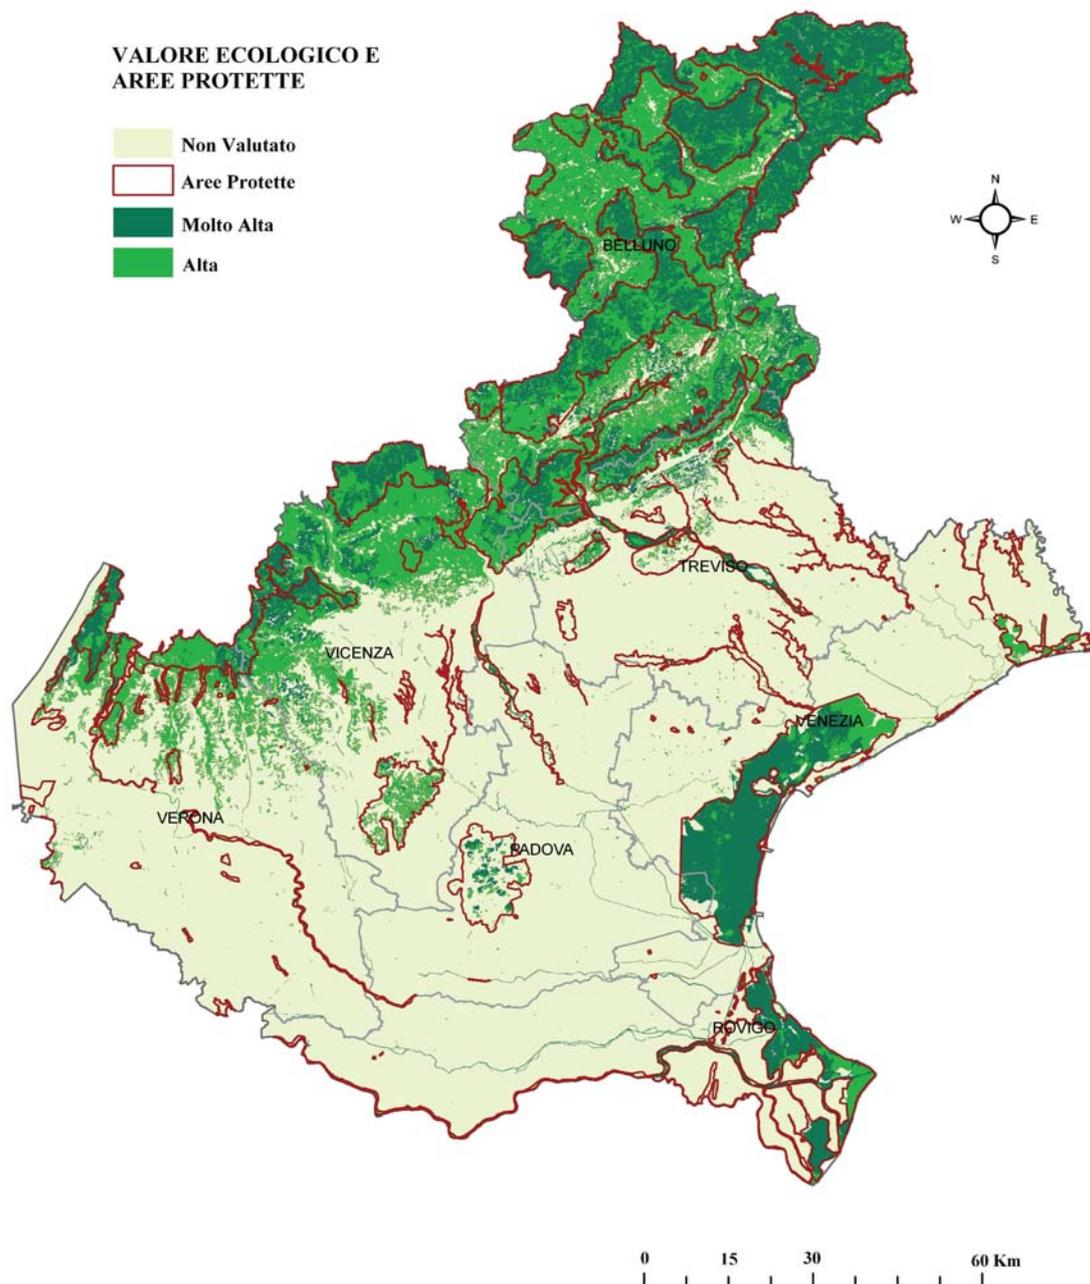 VALORE ECOLOGICO E
AREE PROTETTE
Non Valutato
Aree Protette
Molto Alta
Alta
N
W E
S
BELLUNO
TREVISO
VICENZA
VENEZIA
VERONA
PADOVA
ROVIGO
0 15 30 60 Km